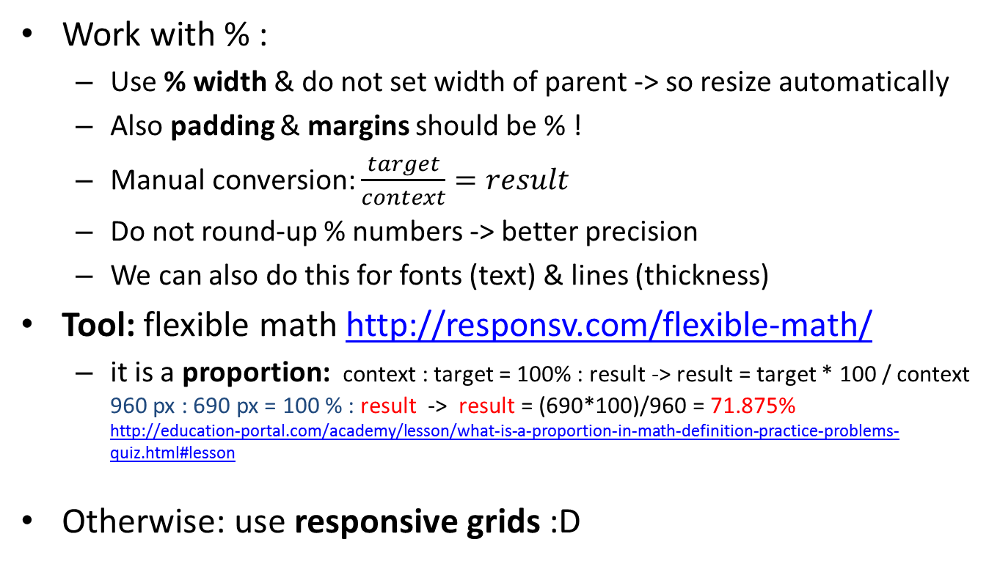 • Work with % :
– Use % width & do not set width of parent -> so resize automatically
– Also padding & margins should be % !
– Manual conversion: target/context = result
– Do not round-up % numbers -> better precision
– We can also do this for fonts (text) & lines (thickness)
• Tool: flexible math http://responsv.com/flexible-math/
– it is a proportion: context : target = 100% : result -> result = target * 100 / context
960 px : 690 px = 100 % : result -> result = (690*100)/960 = 71.875%
http://education-portal.com/academy/lesson/what-is-a-proportion-in-math-definition-practice-problems-
quiz.html#lesson
• Otherwise: use responsive grids :D